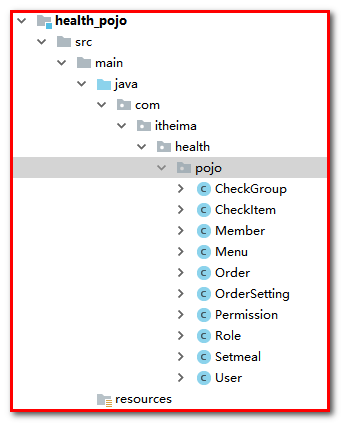 health_pojo
src
main
java
com
itheima
health
pojo
CheckGroup
CheckItem
Member
Menu
Order
OrderSetting
Permission
Role
Setmeal
User
resources